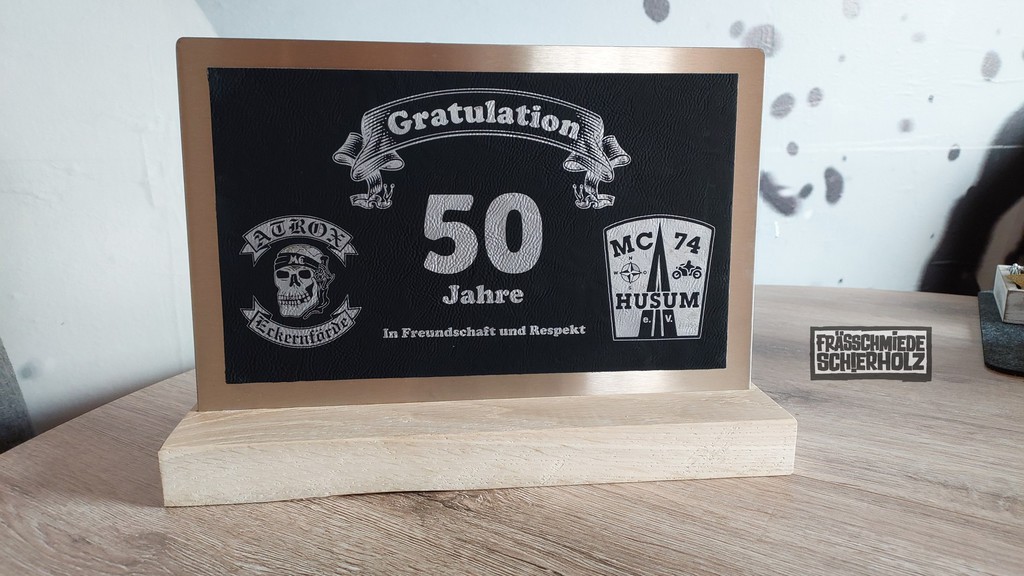 Gratulation
50
Jahre
In Freundschaft und Respekt
ATROX
MC
Eckernförde
MC 74
HUSUM
e. V.
FRÄSSCHMIEDE
SCHIERHOLZ